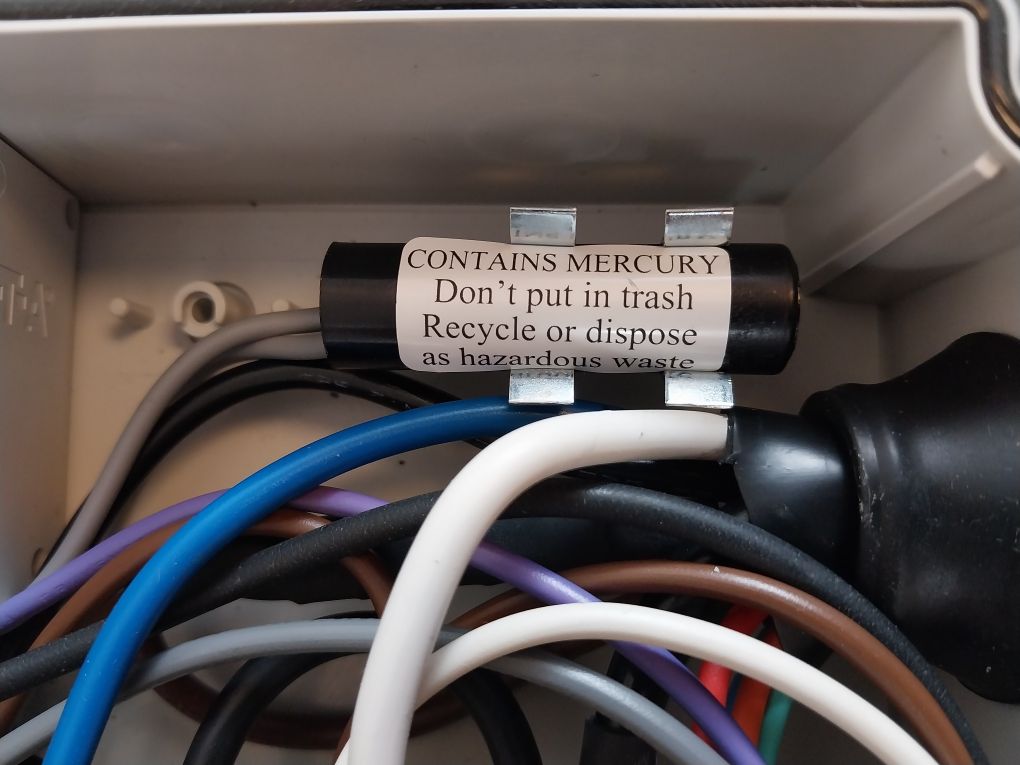 CONTAINS MERCURY
Don't put in trash
Recycle or dispose
as hazardous waste